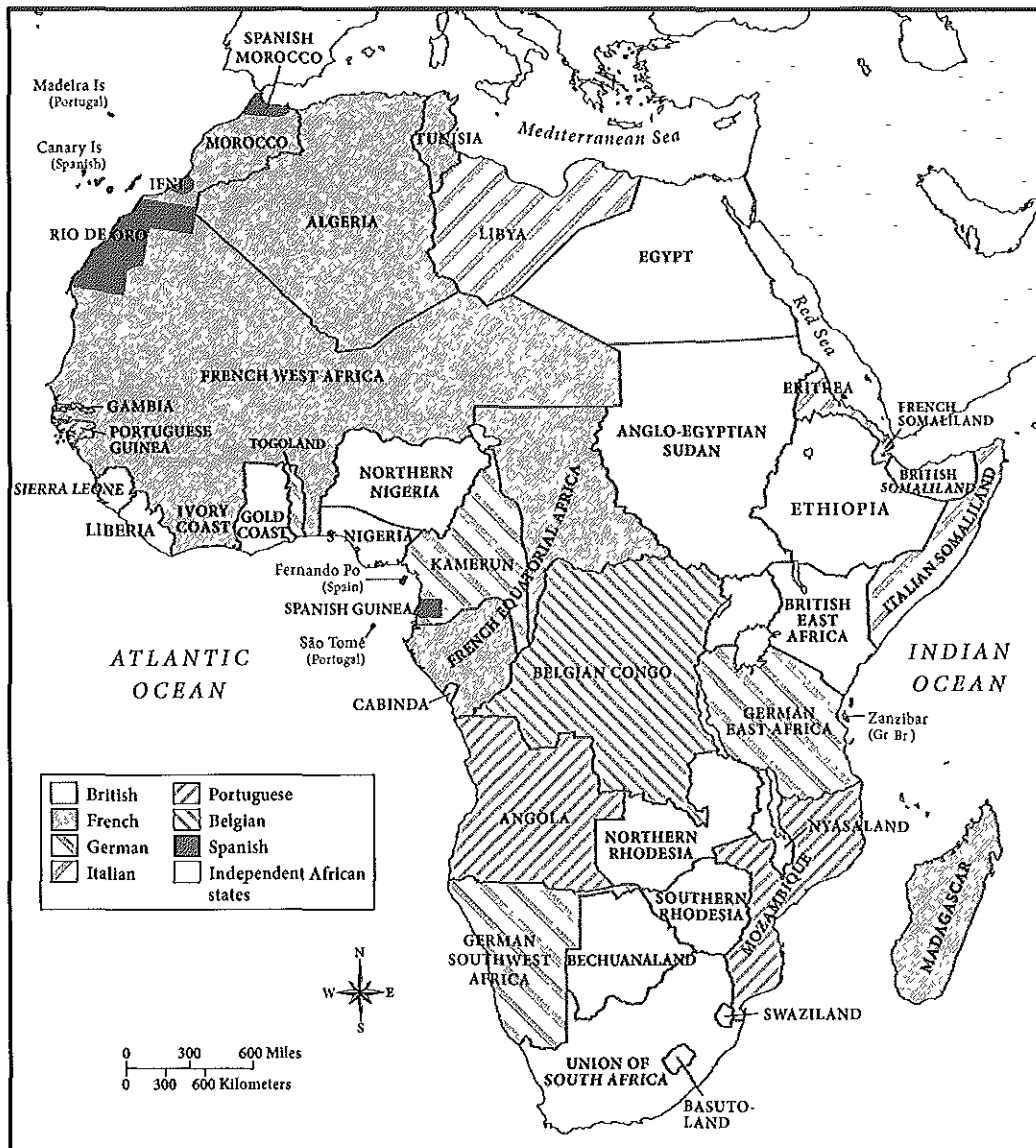 SPANISH
MOROCCO
Madeira Is
(Portugal)
Mediterranean Sea
MOROCCO
TUNISIA
Canary Is
(Spanish)
IFNI
RIO DE ORO
ALGERIA
LIBYA
EGYPT
Red Sea
FRENCH WEST AFRICA
GAMBIA
PORTUGUESE
GUINEA
TOGOLAND
ERITREA
FRENCH
SOMALILAND
ANGLO-EGYPTIAN
SUDAN
NORTHERN
NIGERIA
BRITISH
SOMALILAND
SIERRA LEONE
LIBERIA
IVORY
COAST
GOLD
COAST
S NIGERIA
ETHIOPIA
ITALIAN SOMALILAND
KAMERUN
FRENCH EQUATORIAL AFRICA
Fernando Po
(Spain)
SPANISH GUINEA
São Tomé
(Portugal)
BRITISH
EAST
AFRICA
ATLANTIC
OCEAN
INDIAN
OCEAN
BELGIAN CONGO
CABINDA
GERMAN
EAST AFRICA
Zanzibar
(Gr Br)
British
French
German
Italian
Portuguese
Belgian
Spanish
Independent African
states
ANGOLA
NYASALAND
NORTHERN
RHODESIA
SOUTHERN
RHODESIA
MOZAMBIQUE
MADAGASCAR
GERMAN
SOUTHWEST
AFRICA
BECHUANALAND
N
W E
S
SWAZILAND
0 300 600 Miles
0 300 600 Kilometers
UNION OF
SOUTH AFRICA
BASUTO-
LAND